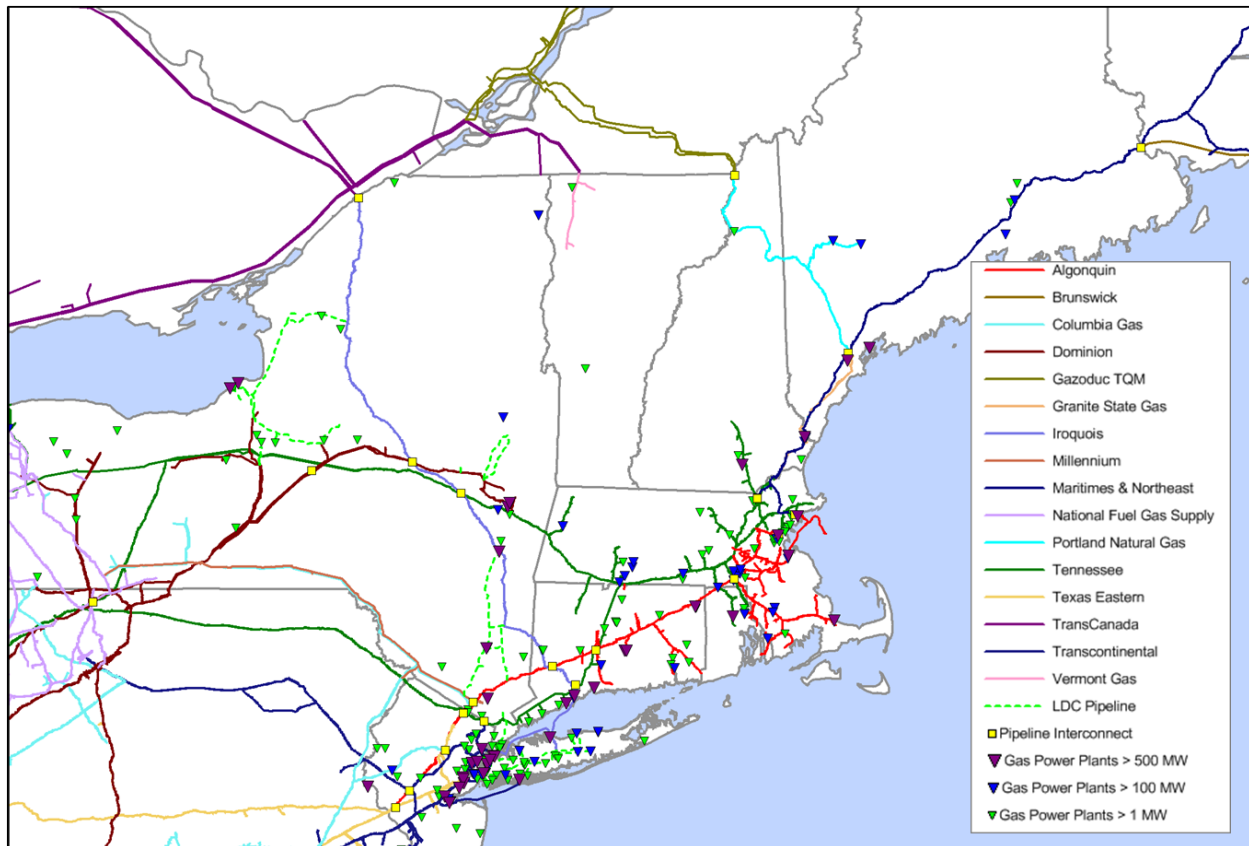 Algonquin
Brunswick
Columbia Gas
Dominion
Gazoduc TQM
Granite State Gas
Iroquois
Millennium
Maritimes & Northeast
National Fuel Gas Supply
Portland Natural Gas
Tennessee
Texas Eastern
TransCanada
Transcontinental
Vermont Gas
LDC Pipeline
Pipeline Interconnect
Gas Power Plants > 500 MW
Gas Power Plants > 100 MW
Gas Power Plants > 1 MW